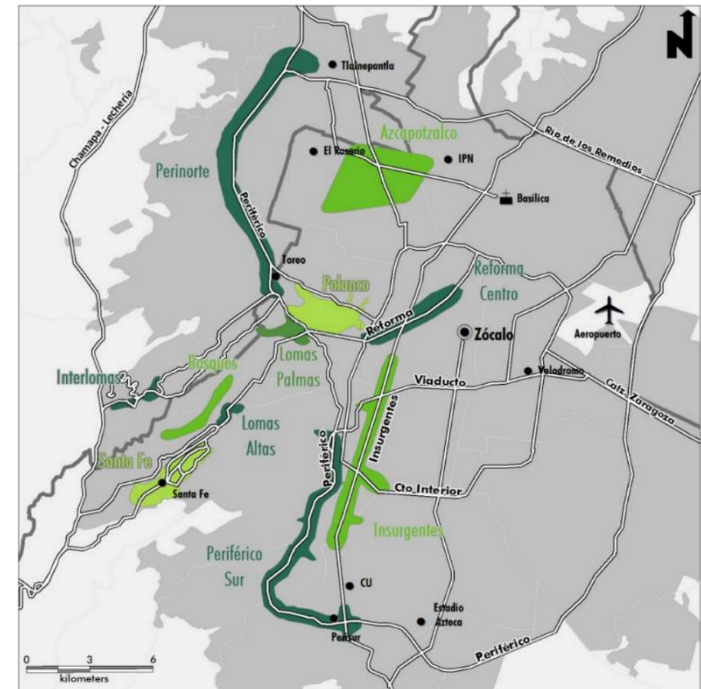 N
Tlalnepantla
Chamapa - Lechería
Azcapotzalco
Río de los Remedios
El Rosario
IPN
Perinorte
Periférico
Basílica
Toreo
Polanco
Reforma
Centro
Reforma
Zócalo
Aeropuerto
Bosques
Lomas
Palmas
Interlomas
Viaducto
Velodromo
Calz. Zaragoza
Lomas
Altas
Insurgentes
Periférico
Santa Fe
Santa Fe
Cto Interior
Insurgentes
Periférico
Sur
CU
Estadio
Azteca
Perisur
Periférico
0 3 6
kilometers